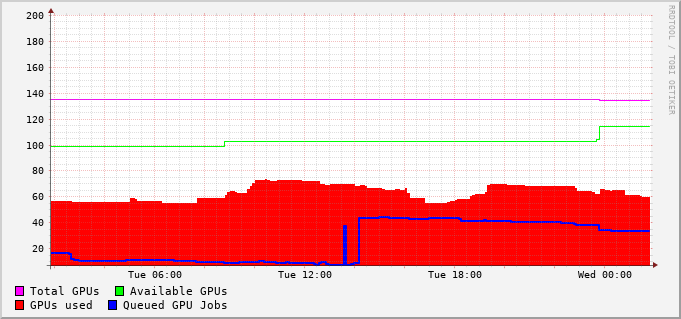 200
180
160
140
120
100
80
60
40
20
Tue 06:00 Tue 12:00 Tue 18:00 Wed 00:00
Total GPUs Available GPUs
GPUs used Queued GPU Jobs
RRDTOOL / TOBI OETIKER